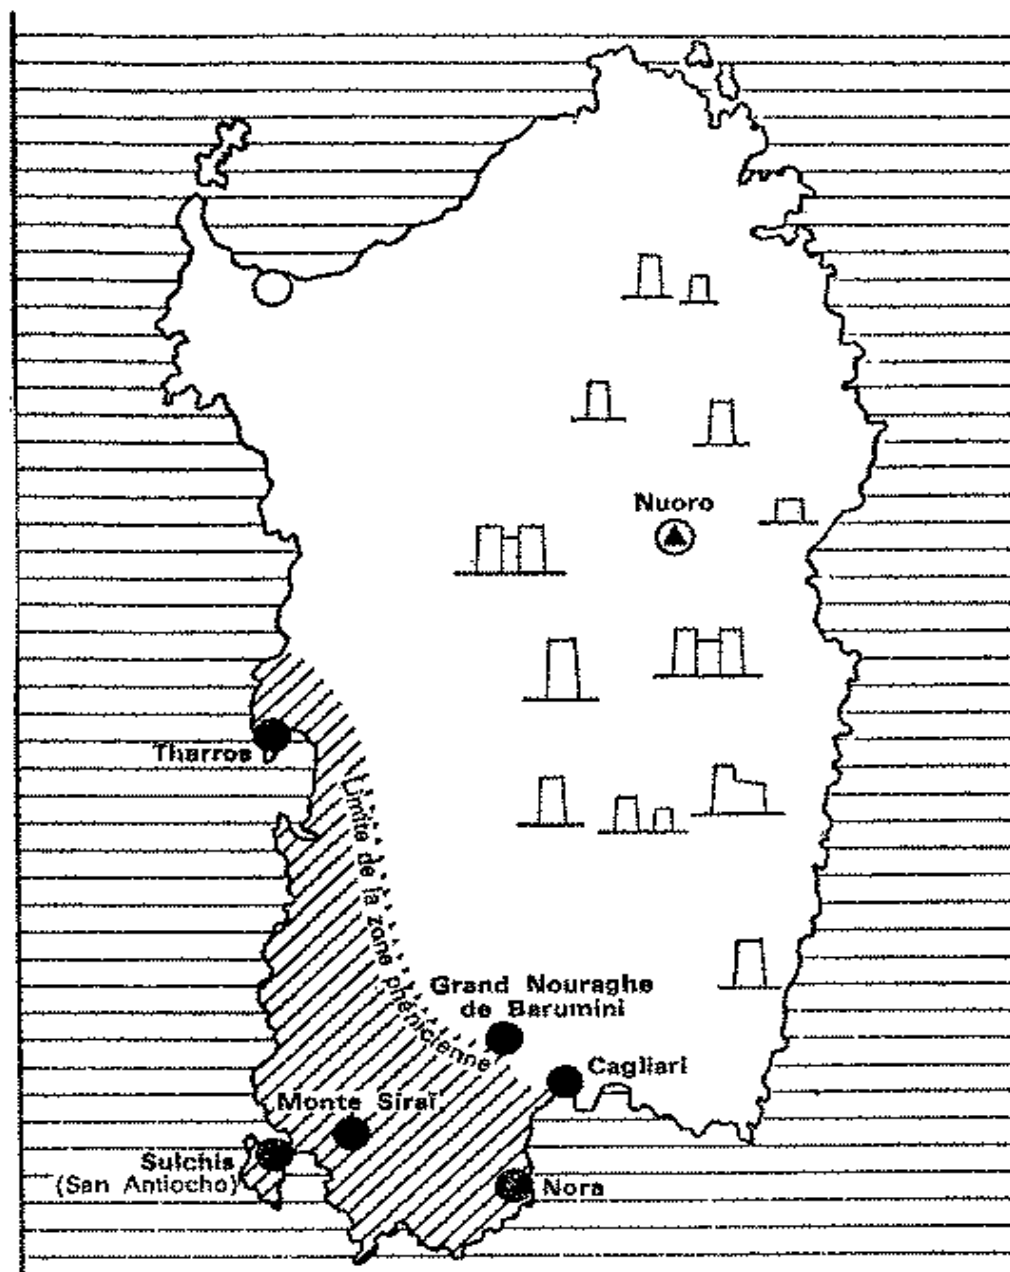 Nuoro
Tharros
Limite de la zone phénicienne
Grand Nouraghe
de Barumini
Cagliari
Monte Siraï
Sulchis
(San Antiocho)
Nora